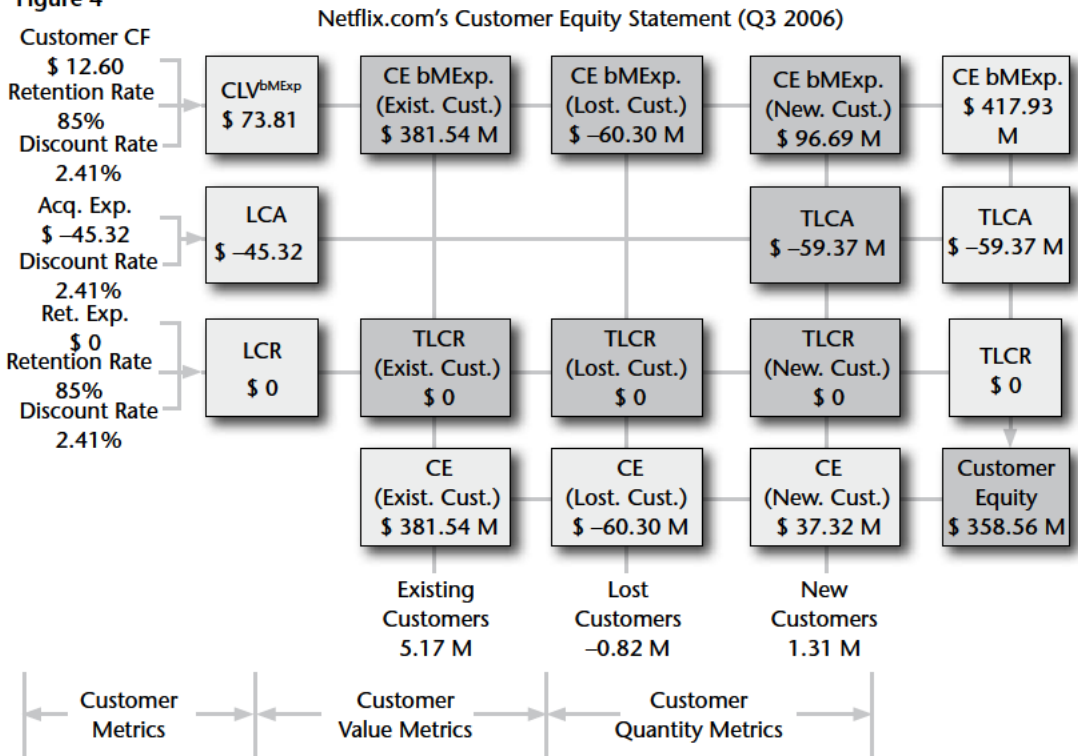 Figure 4
Netflix.com's Customer Equity Statement (Q3 2006)
Customer CF
$ 12.60
Retention Rate
85%
Discount Rate
2.41%
CLVbMExp
$ 73.81
CE bMExp.
(Exist. Cust.)
$ 381.54 M
CE bMExp.
(Lost. Cust.)
$ –60.30 M
CE bMExp.
(New. Cust.)
$ 96.69 M
CE bMExp.
$ 417.93
M
Acq. Exp.
$ –45.32
Discount Rate
2.41%
LCA
$ –45.32
TLCA
$ –59.37 M
TLCA
$ –59.37 M
Ret. Exp.
$ 0
Retention Rate
85%
Discount Rate
2.41%
LCR
$ 0
TLCR
(Exist. Cust.)
$ 0
TLCR
(Lost. Cust.)
$ 0
TLCR
(New. Cust.)
$ 0
TLCR
$ 0
CE
(Exist. Cust.)
$ 381.54 M
CE
(Lost. Cust.)
$ –60.30 M
CE
(New. Cust.)
$ 37.32 M
Customer
Equity
$ 358.56 M
Existing
Customers
5.17 M
Lost
Customers
–0.82 M
New
Customers
1.31 M
Customer
Metrics
Customer
Value Metrics
Customer
Quantity Metrics